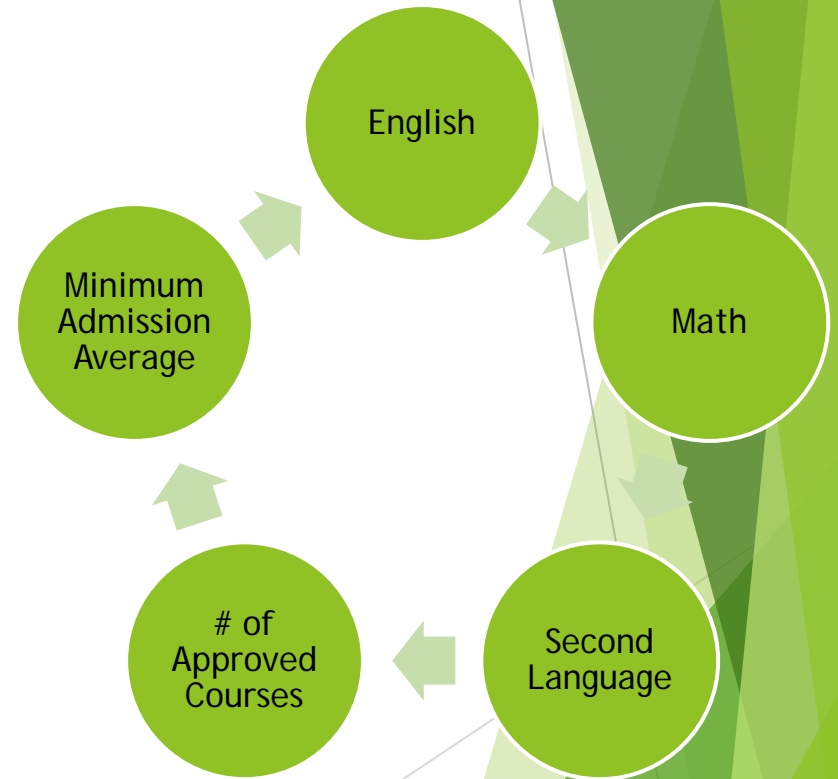 English
Math
Second
Language
# of
Approved
Courses
Minimum
Admission
Average